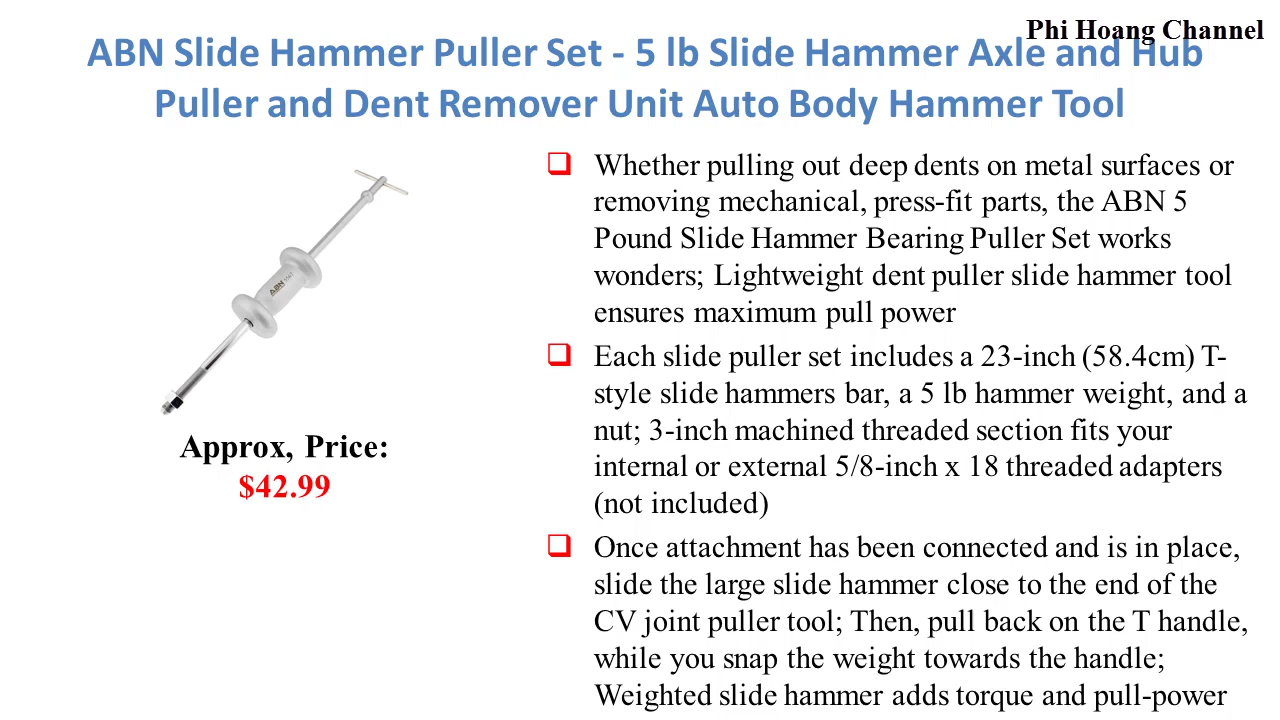 Phi Hoang Channel
ABN Slide Hammer Puller Set - 5 lb Slide Hammer Axle and Hub
Puller and Dent Remover Unit Auto Body Hammer Tool
ABN
Approx, Price:
$42.99
Whether pulling out deep dents on metal surfaces or
removing mechanical, press-fit parts, the ABN 5
Pound Slide Hammer Bearing Puller Set works
wonders; Lightweight dent puller slide hammer tool
ensures maximum pull power
Each slide puller set includes a 23-inch (58.4cm) T-
style slide hammers bar, a 5 lb hammer weight, and a
nut; 3-inch machined threaded section fits your
internal or external 5/8-inch x 18 threaded adapters
(not included)
Once attachment has been connected and is in place,
slide the large slide hammer close to the end of the
CV joint puller tool; Then, pull back on the T handle,
while you snap the weight towards the handle;
Weighted slide hammer adds torque and pull-power